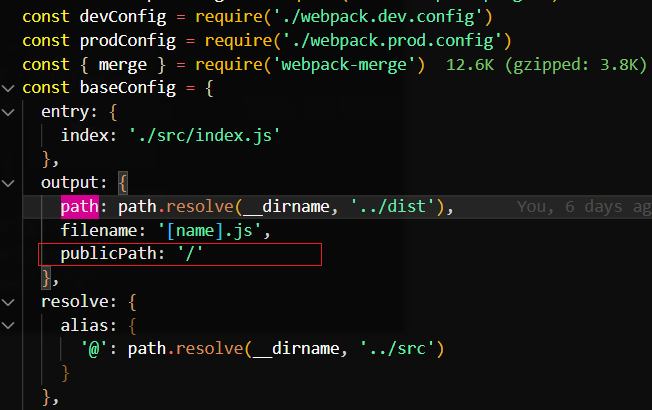 const devConfig = require('./webpack.dev.config')
const prodConfig = require('./webpack.prod.config')
const { merge } = require('webpack-merge') 12.6K (gzipped: 3.8K)
const baseConfig = {
entry: {
index: './src/index.js'
},
output: {
path: path.resolve(__dirname, '../dist'), You, 6 days ag
filename: '[name].js',
publicPath: '/'
},
resolve: {
alias: {
'@': path.resolve(__dirname, '../src')
}
},